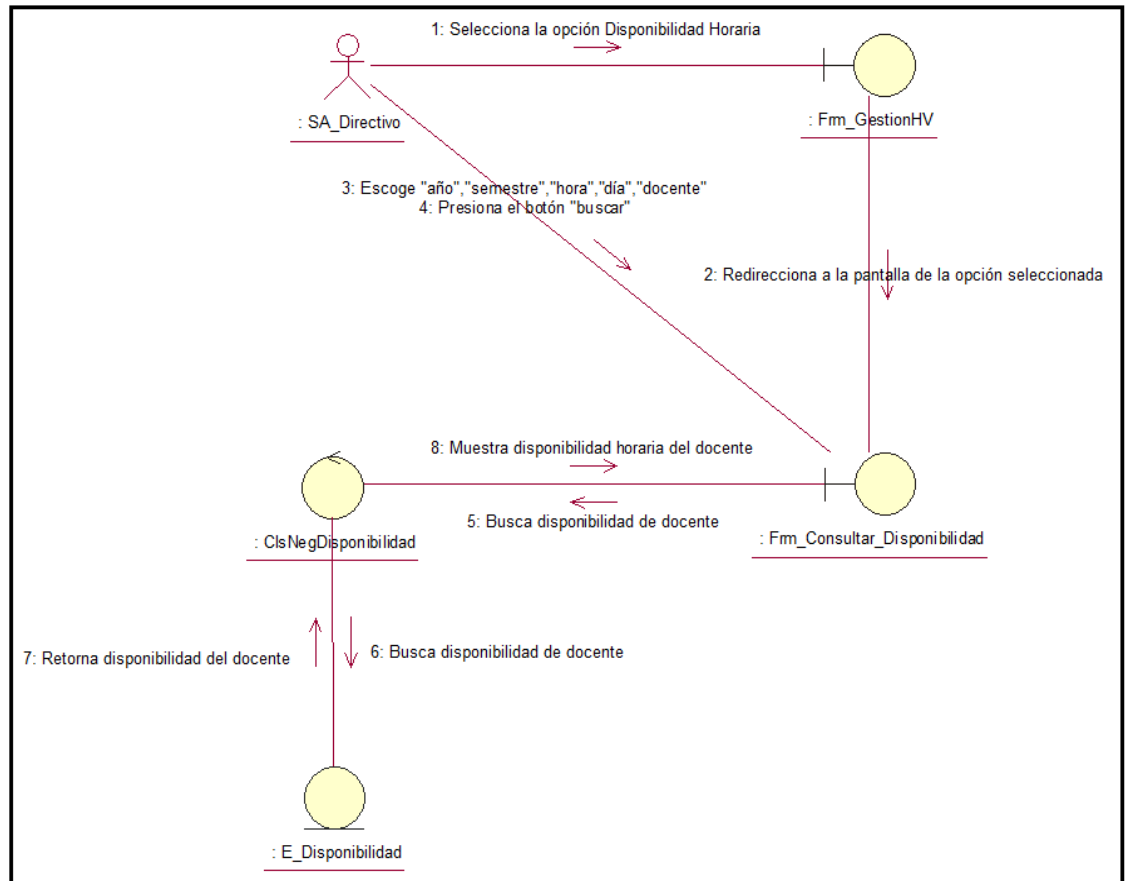 1: Selecciona la opción Disponibilidad Horaria
: SA_Directivo
: Frm_GestionHV
3: Escoge "año","semestre","hora","día","docente"
4: Presiona el botón "buscar"
2: Redirecciona a la pantalla de la opción seleccionada
8: Muestra disponibilidad horaria del docente
5: Busca disponibilidad de docente
: ClsNegDisponibilidad
: Frm_Consultar_Disponibilidad
7: Retorna disponibilidad del docente
6: Busca disponibilidad de docente
: E_Disponibilidad